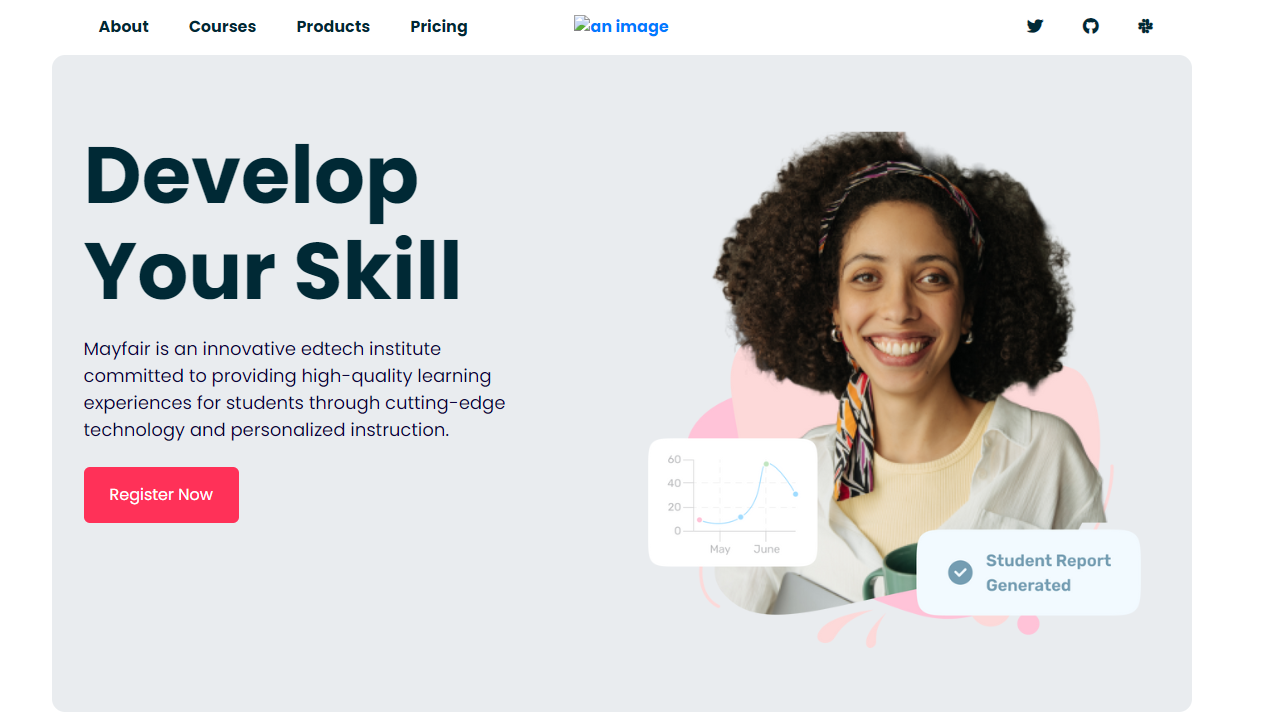 About Courses Products Pricing an image
Develop
Your Skill
Mayfair is an innovative edtech institute
committed to providing high-quality learning
experiences for students through cutting-edge
technology and personalized instruction.
Register Now
60
40
20
0
May June
Student Report
Generated